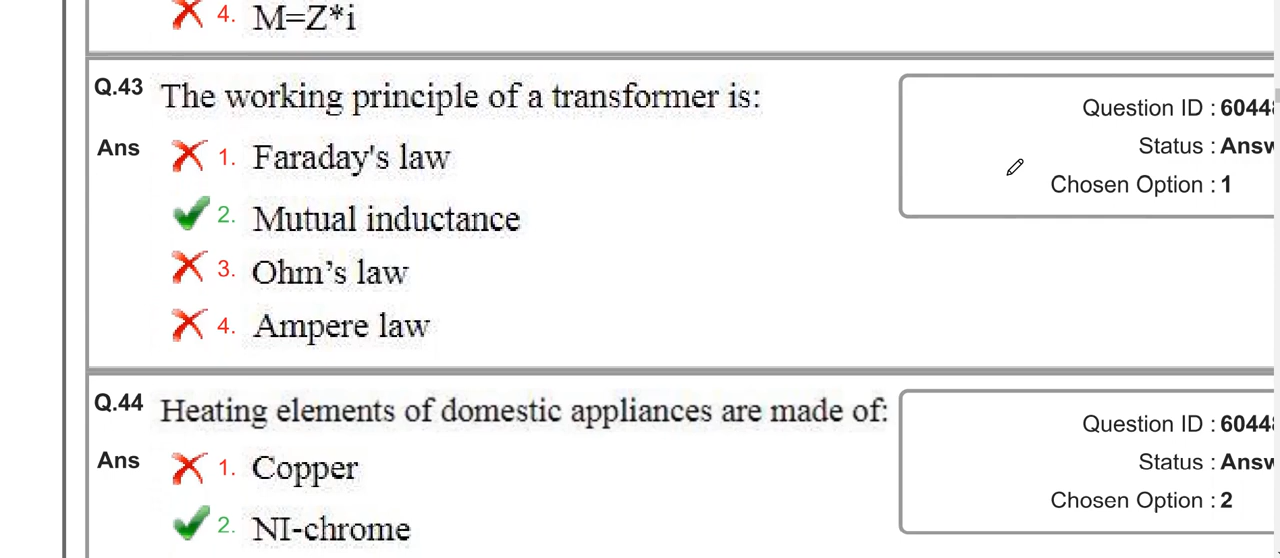 4. M=Z*i
Q.43 The working principle of a transformer is:
Ans 1. Faraday's law
2. Mutual inductance
3. Ohm’s law
4. Ampere law
Question ID : 6044
Status : Answ
Chosen Option : 1
Q.44 Heating elements of domestic appliances are made of:
Ans 1. Copper
2. NI-chrome
Question ID : 6044
Status : Answ
Chosen Option : 2